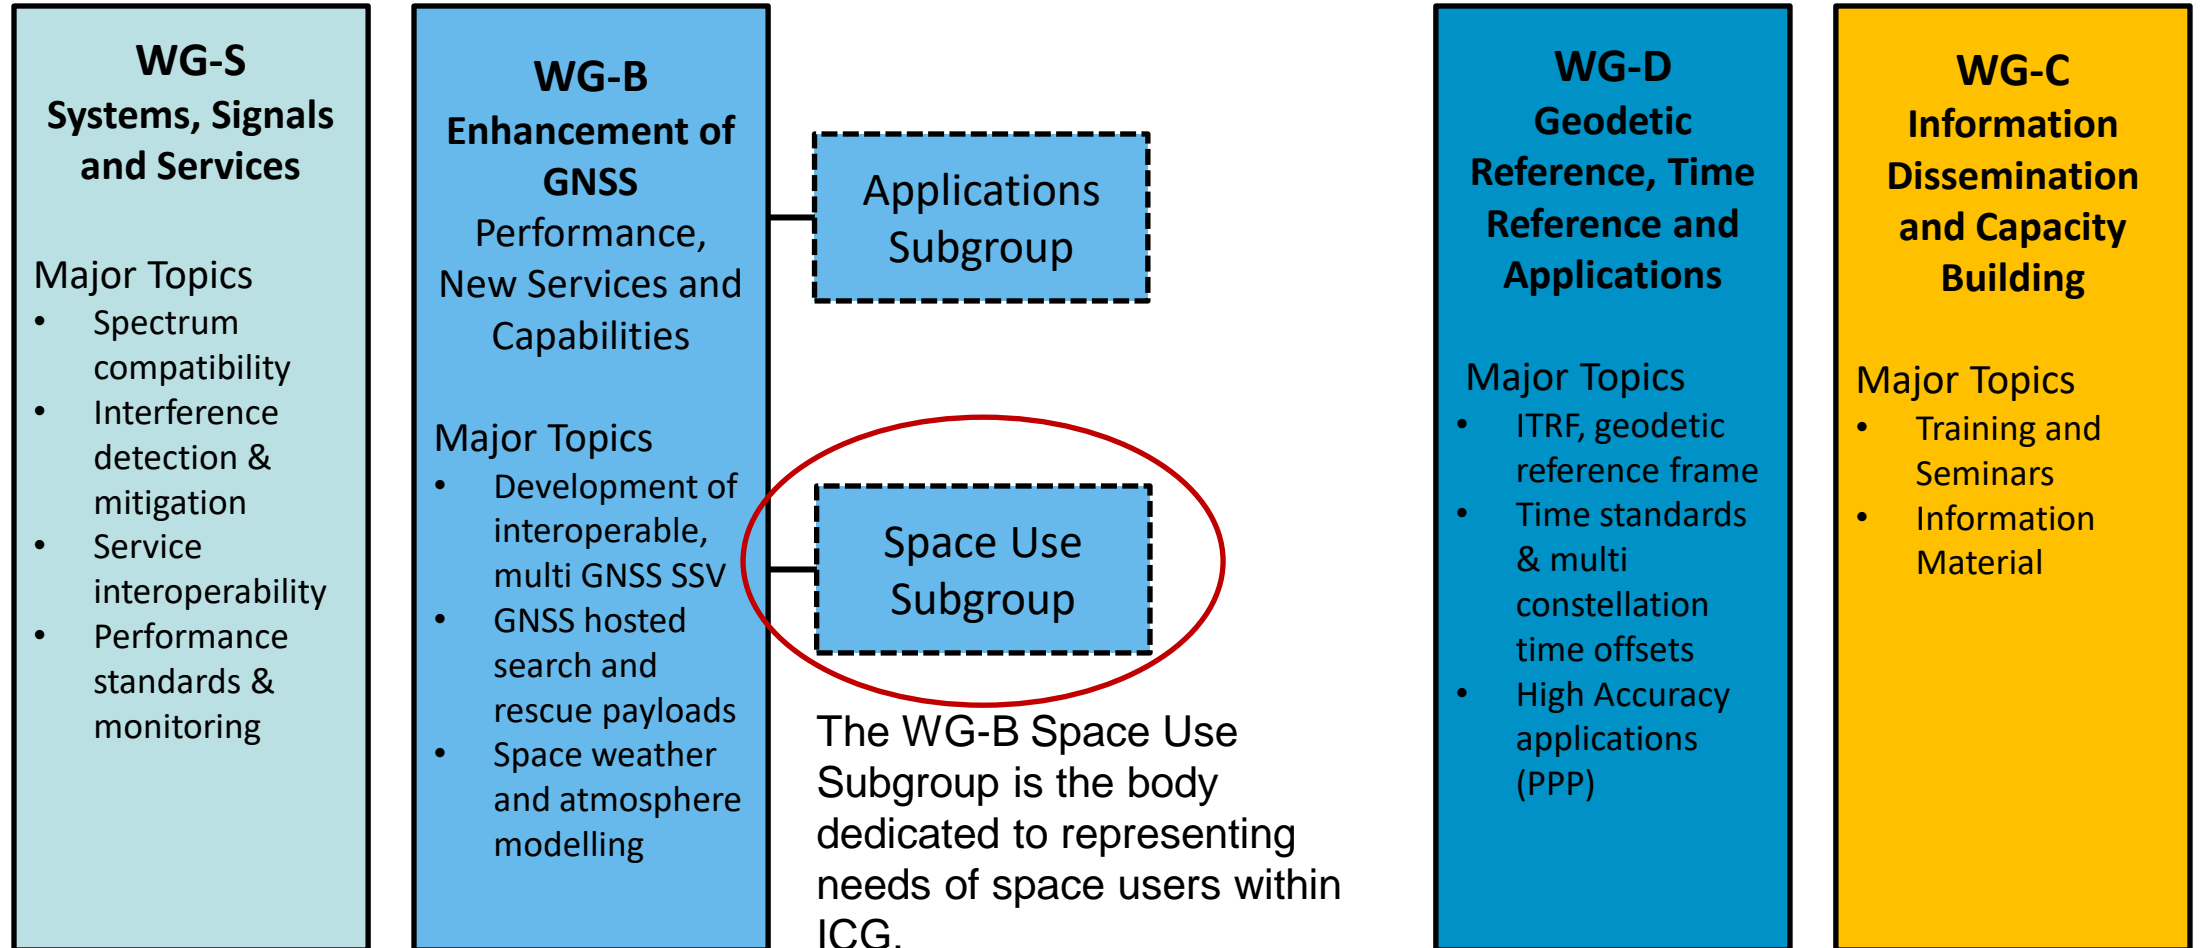 WG-S
Systems, Signals
and Services
Major Topics
• Spectrum
compatibility
• Interference
detection &
mitigation
• Service
interoperability
• Performance
standards &
monitoring
WG-B
Enhancement of
GNSS
Performance,
New Services and
Capabilities
Major Topics
• Development of
interoperable,
multi GNSS SSV
• GNSS hosted
search and
rescue payloads
• Space weather
and atmosphere
modelling
Applications
Subgroup
Space Use
Subgroup
The WG-B Space Use
Subgroup is the body
dedicated to representing
needs of space users within
ICG.
WG-D
Geodetic
Reference, Time
Reference and
Applications
Major Topics
• ITRF, geodetic
reference frame
• Time standards
& multi
constellation
time offsets
• High Accuracy
applications
(PPP)
WG-C
Information
Dissemination
and Capacity
Building
Major Topics
• Training and
Seminars
• Information
Material